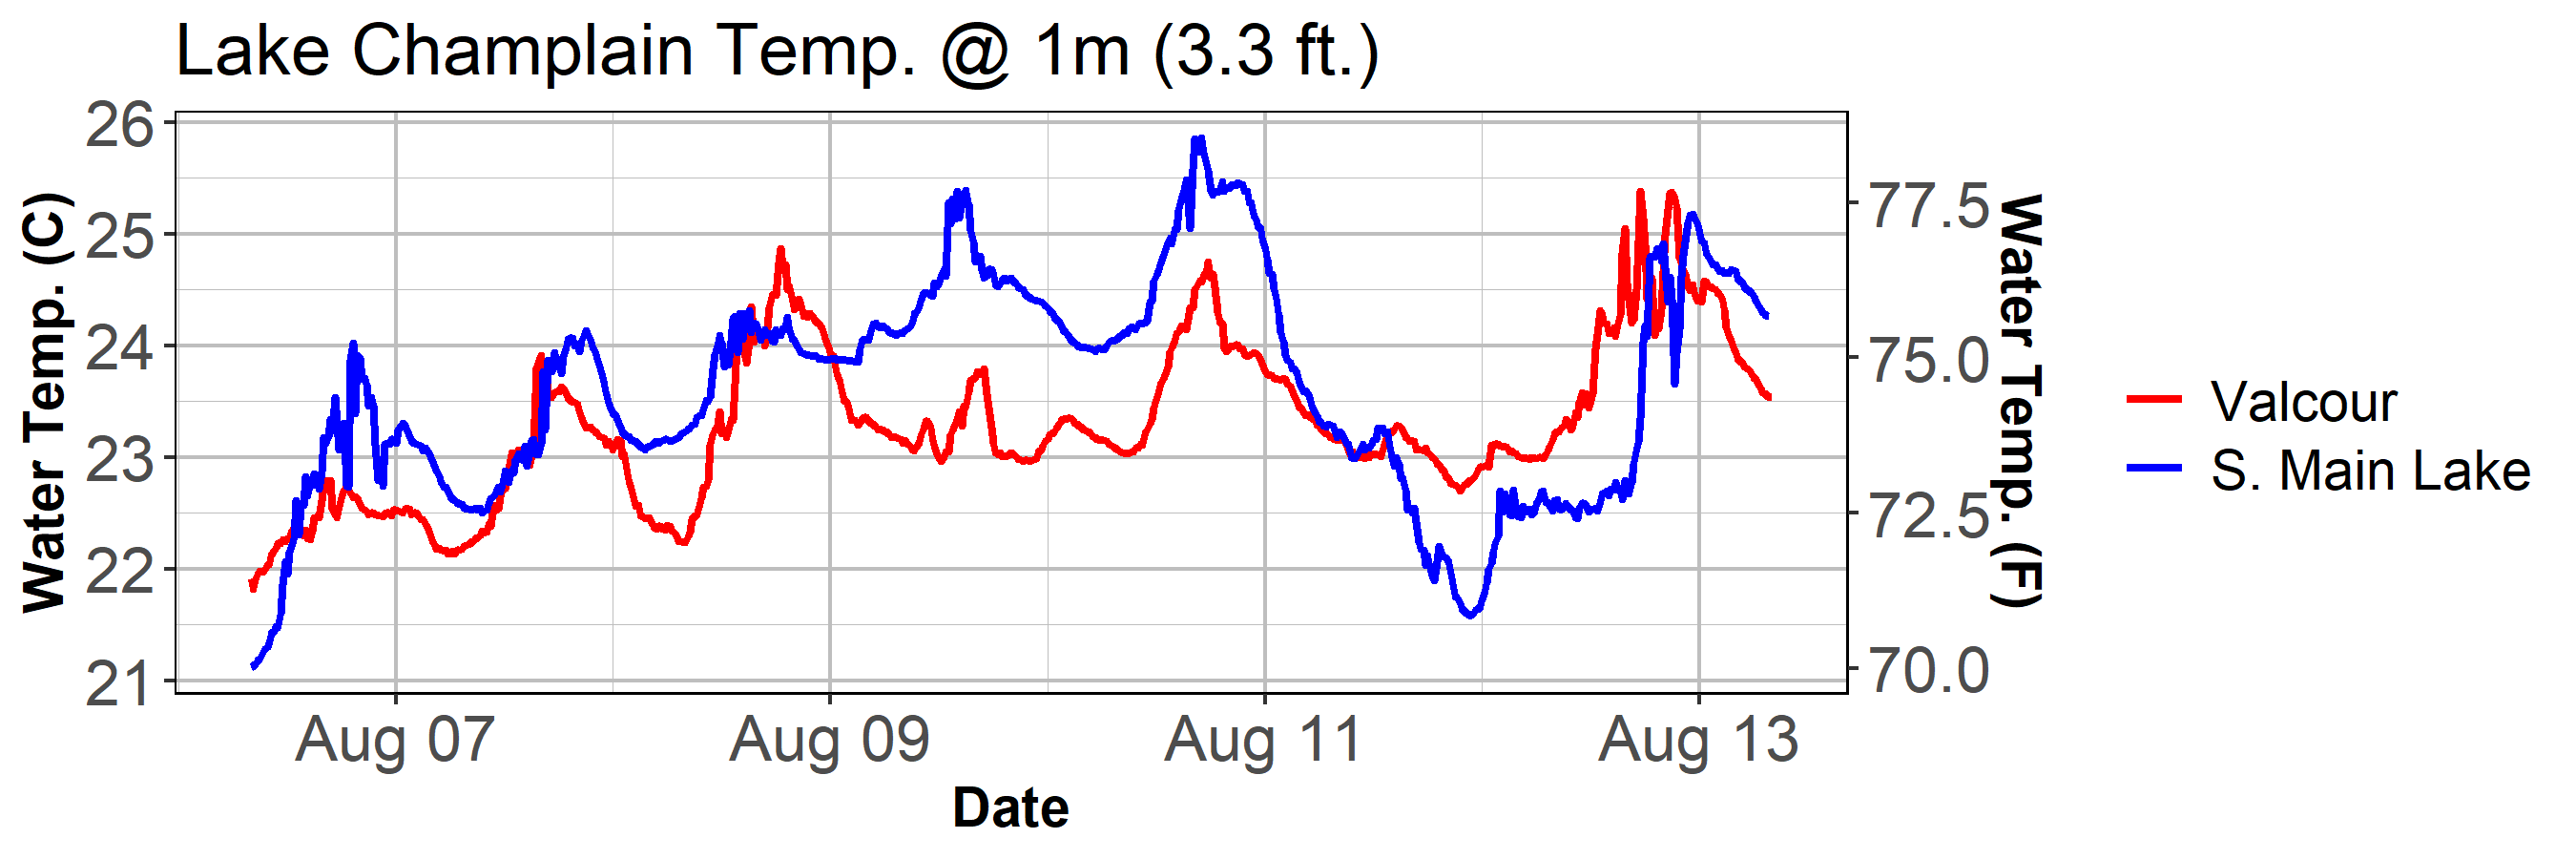 Lake Champlain Temp. @ 1m (3.3 ft.)
Water Temp. (C)
26
25
24
23
22
21
77.5
75.0
72.5
70.0
Water Temp. (F)
Aug 07
Aug 09
Aug 11
Aug 13
Date
Valcour
S. Main Lake